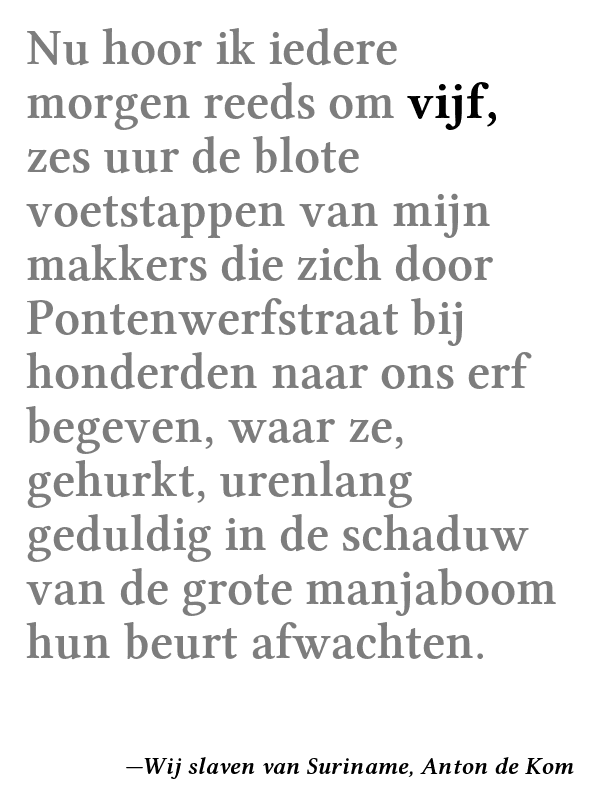 Nu hoor ik iedere
morgen reeds om vijf,
zes uur de blote
voetstappen van mijn
makkers die zich door
Pontenwerfstraat bij
honderden naar ons erf
begeven, waar ze,
gehurkt, urenlang
geduldig in de schaduw
van de grote manjaboom
hun beurt afwachten.
—Wij slaven van Suriname, Anton de Kom